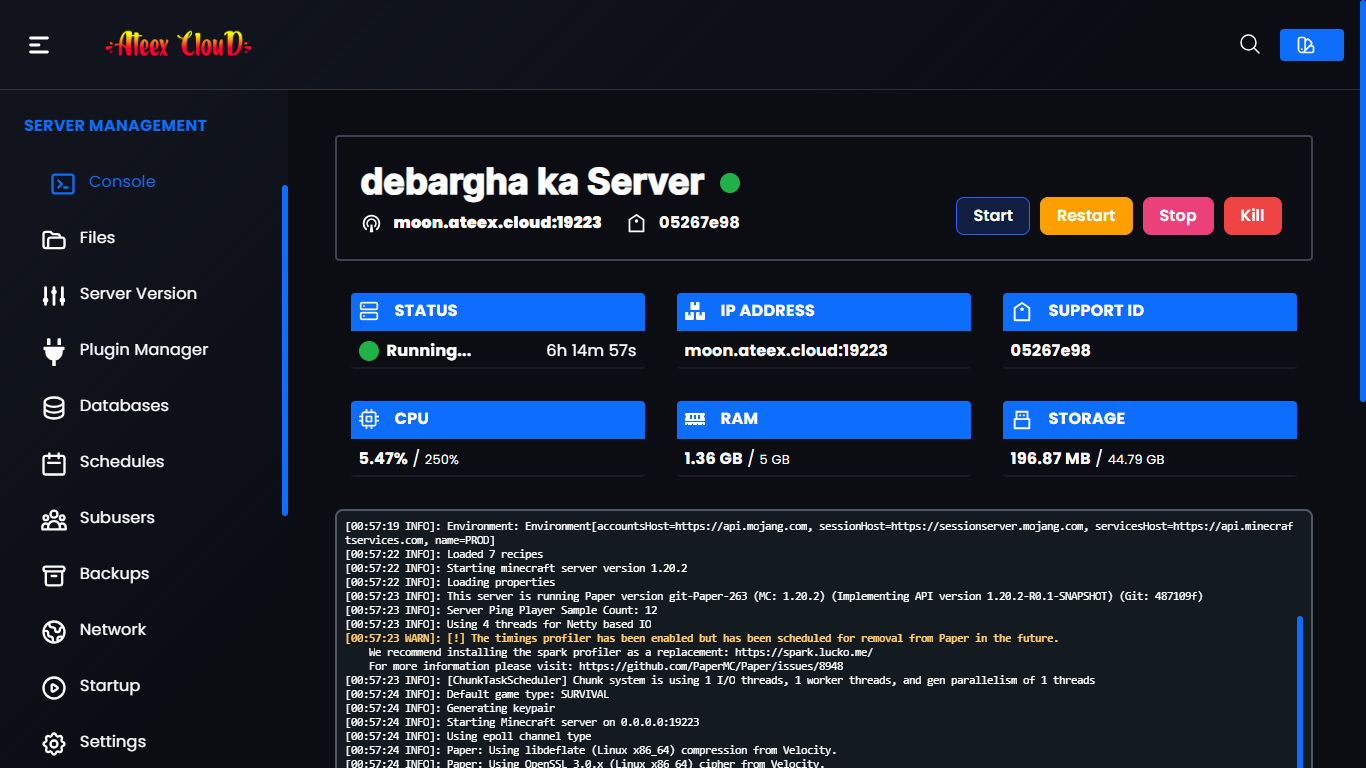 Ateex ClouD
SERVER MANAGEMENT
Console
Files
Server Version
Plugin Manager
Databases
Schedules
Subusers
Backups
Network
Startup
Settings
debargha ka Server
moon.ateex.cloud:19223 05267e98
Start Restart Stop Kill
STATUS
Running... 6h 14m 57s
IP ADDRESS
moon.ateex.cloud:19223
SUPPORT ID
05267e98
CPU
5.47% / 250%
RAM
1.36 GB / 5 GB
STORAGE
196.87 MB / 44.79 GB
[00:57:19 INFO]: Environment: Environment[accountsHost=https://api.mojang.com, sessionHost=https://sessionserver.mojang.com, servicesHost=https://api.minecraf
tservices.com, name=PROD]
[00:57:22 INFO]: Loaded 7 recipes
[00:57:22 INFO]: Starting minecraft server version 1.20.2
[00:57:22 INFO]: Loading properties
[00:57:23 INFO]: This server is running Paper version git-Paper-263 (MC: 1.20.2) (Implementing API version 1.20.2-R0.1-SNAPSHOT) (Git: 487109f)
[00:57:23 INFO]: Server Ping Player Sample Count: 12
[00:57:23 INFO]: Using 4 threads for Netty based IO
[00:57:23 WARN]: [!] The timings profiler has been enabled but has been scheduled for removal from Paper in the future.
We recommend installing the spark profiler as a replacement: https://spark.lucko.me/
For more information please visit: https://github.com/PaperMC/Paper/issues/8948
[00:57:23 INFO]: [ChunkTaskScheduler] Chunk system is using 1 I/O threads, 1 worker threads, and gen parallelism of 1 threads
[00:57:24 INFO]: Default game type: SURVIVAL
[00:57:24 INFO]: Generating keypair
[00:57:24 INFO]: Starting Minecraft server on 0.0.0.0:19223
[00:57:24 INFO]: Using epoll channel type
[00:57:24 INFO]: Paper: Using libdeflate (Linux x86_64) compression from Velocity.
[00:57:24 INFO]: Paper: Using OpenSSL 3.0.x (Linux x86_64) cipher from Velocity.